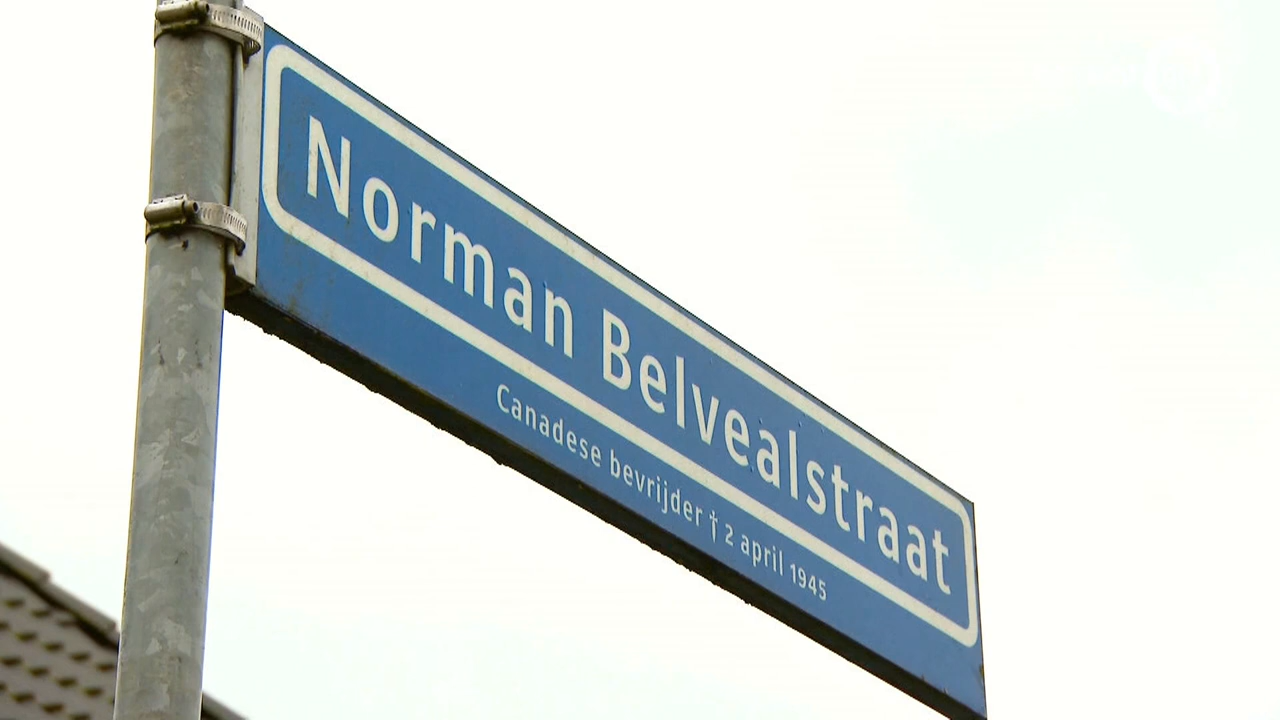 Norman Belvealstraat
Canadese bevrijder † 2 april 1945